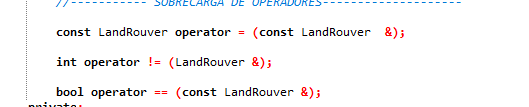 //----------- SOBRECARGA DE OPERADORES--------------------
const LandRouver operator = (const LandRouver  &);
int operator != (LandRouver &);
bool operator == (const LandRouver &);
private: